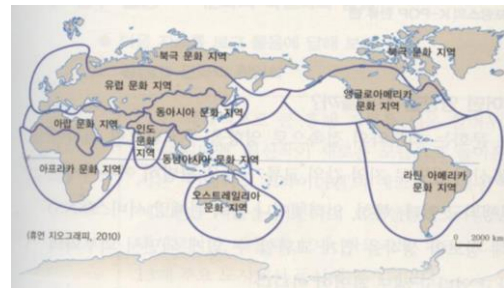 북극 문화 지역
북극 문화 지역
유럽 문화 지역
앵글로아메리카
문화 지역
동아시아 문화 지역
아랍 문화 지역
인도
문화
지역
동남아시아 문화 지역
아프리카 문화 지역
라틴 아메리카
문화 지역
오스트레일리아
문화 지역
(휴먼 지오그래피, 2010)
0 2000 km